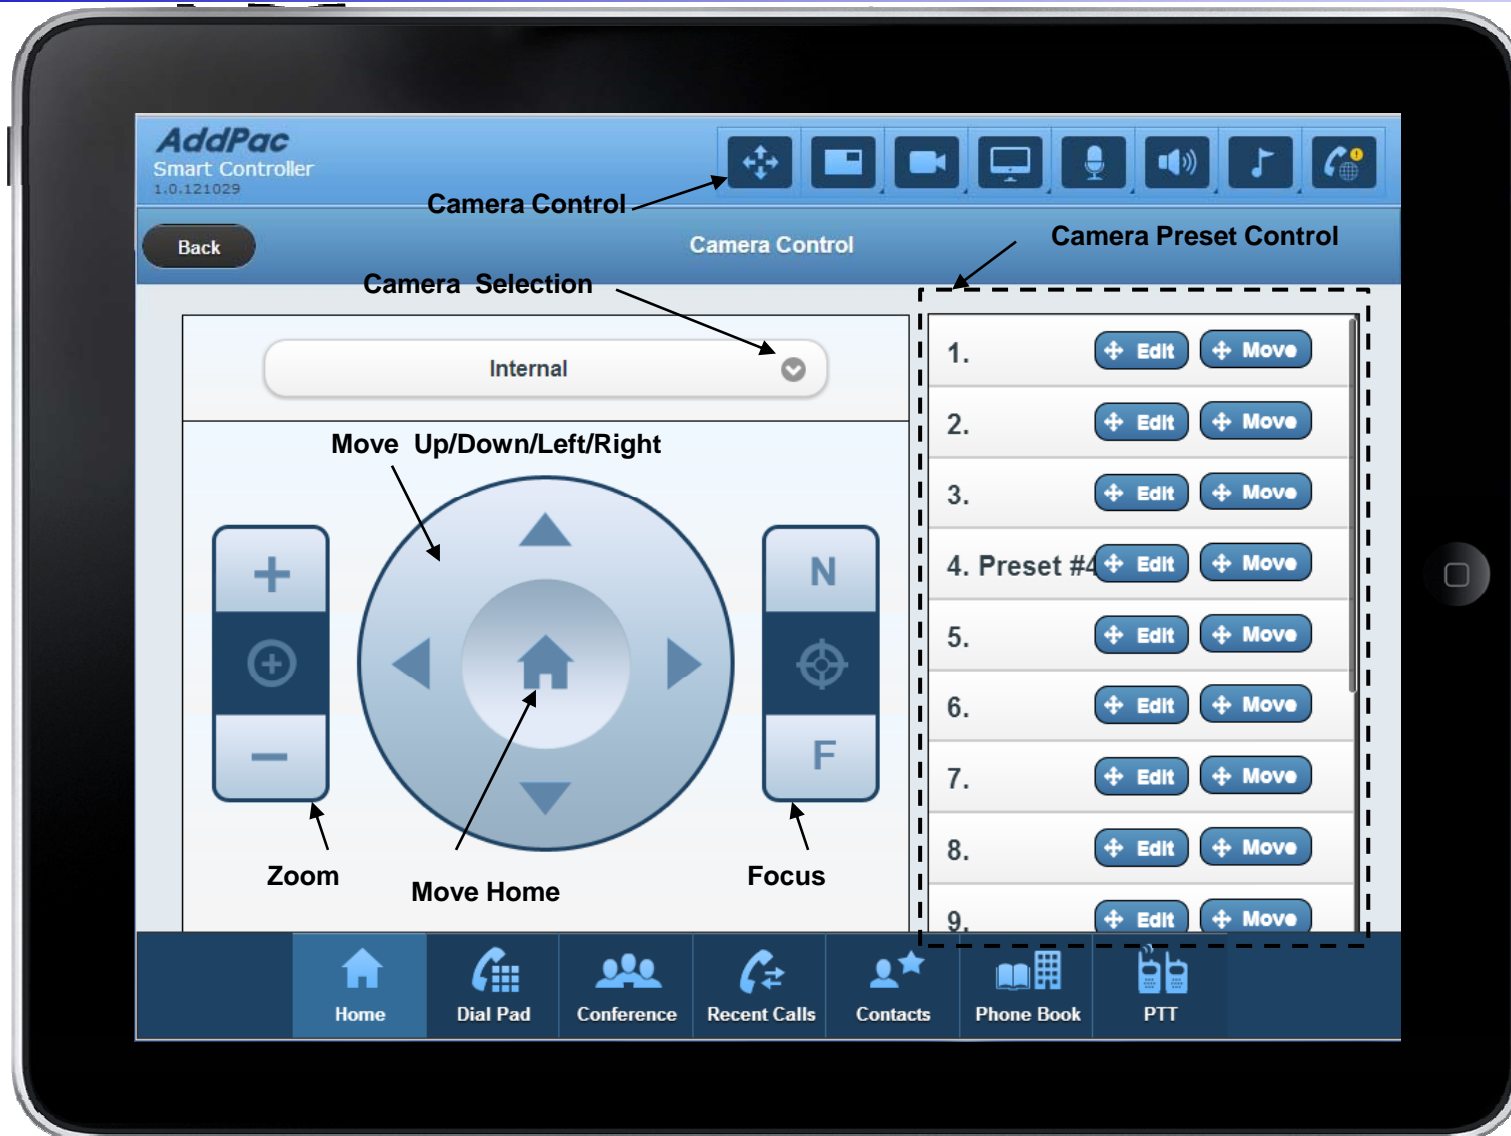 AddPac
Smart Controller
1.0.121029
Camera Control
Back
Camera Control
Camera Preset Control
Camera Selection
Internal
Move Up/Down/Left/Right
+
N
−
F
Zoom
Move Home
Focus
1. Edit Move
2. Edit Move
3. Edit Move
4. Preset #4 Edit Move
5. Edit Move
6. Edit Move
7. Edit Move
8. Edit Move
9. Edit Move
Home Dial Pad Conference Recent Calls Contacts Phone Book PTT